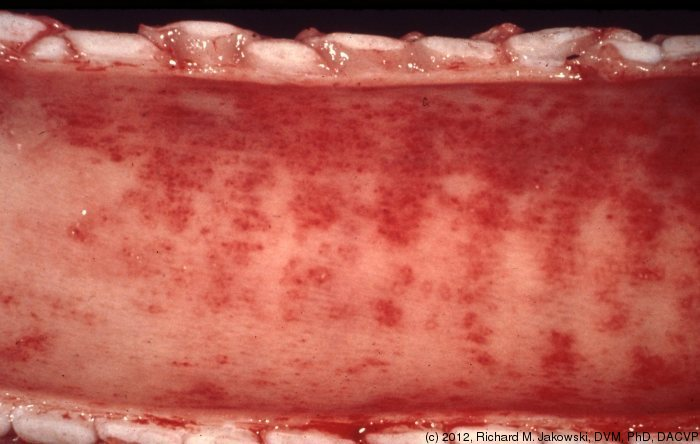 (c) 2012, Richard M. Jakowski, DVM, PhD, DACVP